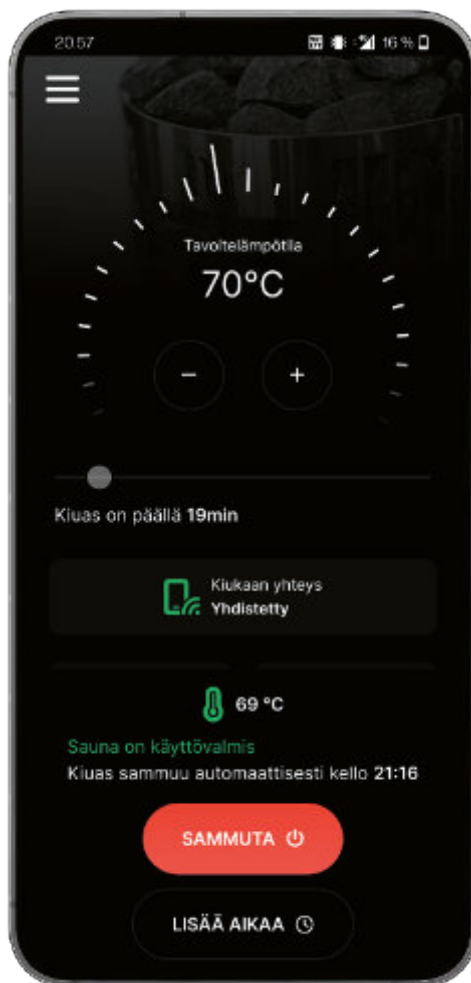 20.57
16 %
Tavoitelämpötila
70°C
−
+
Kiuas on päällä 19min
Kiukaan yhteys
Yhdistetty
69 °C
Sauna on käyttövalmis
Kiuas sammuu automaattisesti kello 21:16
SAMMUTA
LISÄÄ AIKAA